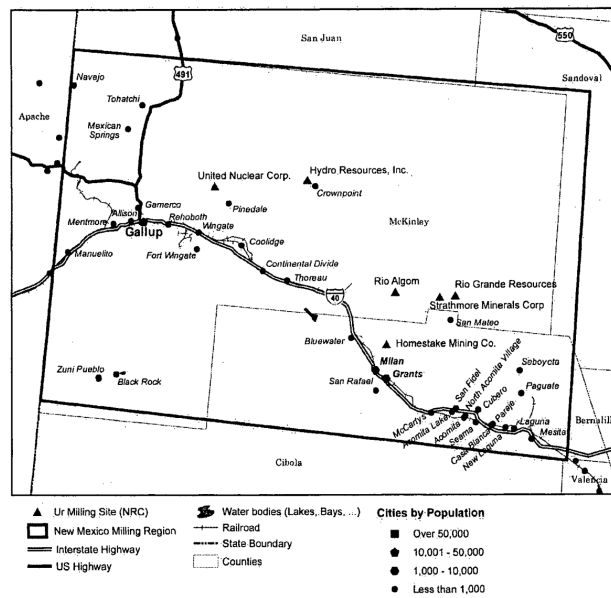 San Juan
550
Sandoval
491
Navajo
Tohatchi
Apache
Mexican
Springs
United Nuclear Corp.
Hydro Resources, Inc.
Crownpoint
Pinedale
McKinley
Gamerco
Allison
Mentmore
Rehoboth
Gallup
Wingate
Coolidge
Manuelito
Fort Wingate
Continental Divide
Thoreau
40
Rio Algom
Rio Grande Resources
Strathmore Minerals Corp
San Mateo
Bluewater
Homestake Mining Co.
Milan
Grants
San Rafael
Zuni Pueblo
Black Rock
Seboyeta
Paguate
McCartys
Acomita Lake
San Fidel
Acomita
North Acomita Village
Seama
Cubero
Casa Blanca
Paraje
New Laguna
Laguna
Mesita
Bernalill
Cibola
Valencia
Ur Milling Site (NRC)
New Mexico Milling Region
Interstate Highway
US Highway
Water bodies (Lakes, Bays, ...)
Railroad
State Boundary
Counties
Cities by Population
Over 50,000
10,001 - 50,000
1,000 - 10,000
Less than 1,000